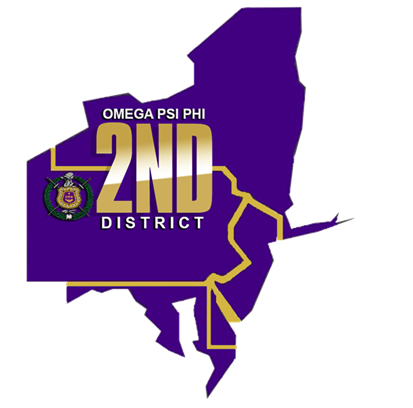 OMEGA PSI PHI
2ND
DISTRICT